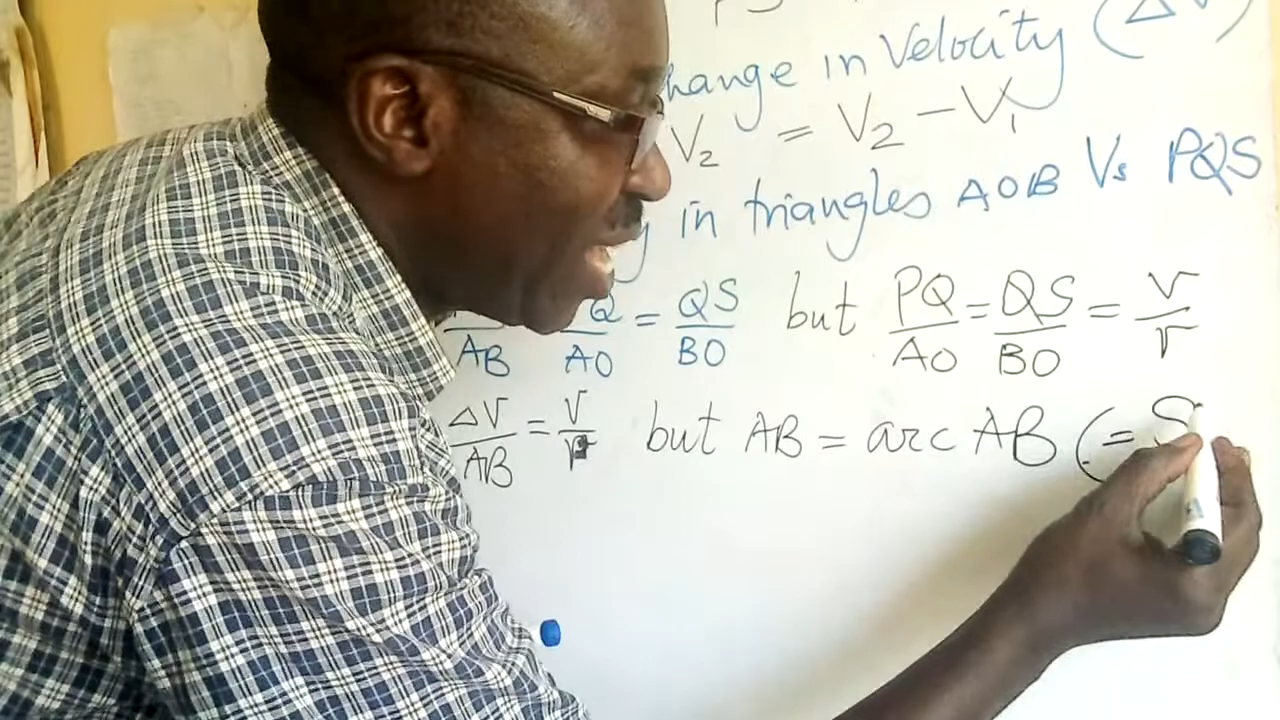 hange in Velocity (ΔV)
V₂ = V₂ - V₁
in triangles AOB Vs PQS
AB Q/AO = QS/BO but PQ/AO = QS/BO = V/r
ΔV/AB = V/r but AB = arc AB (= S